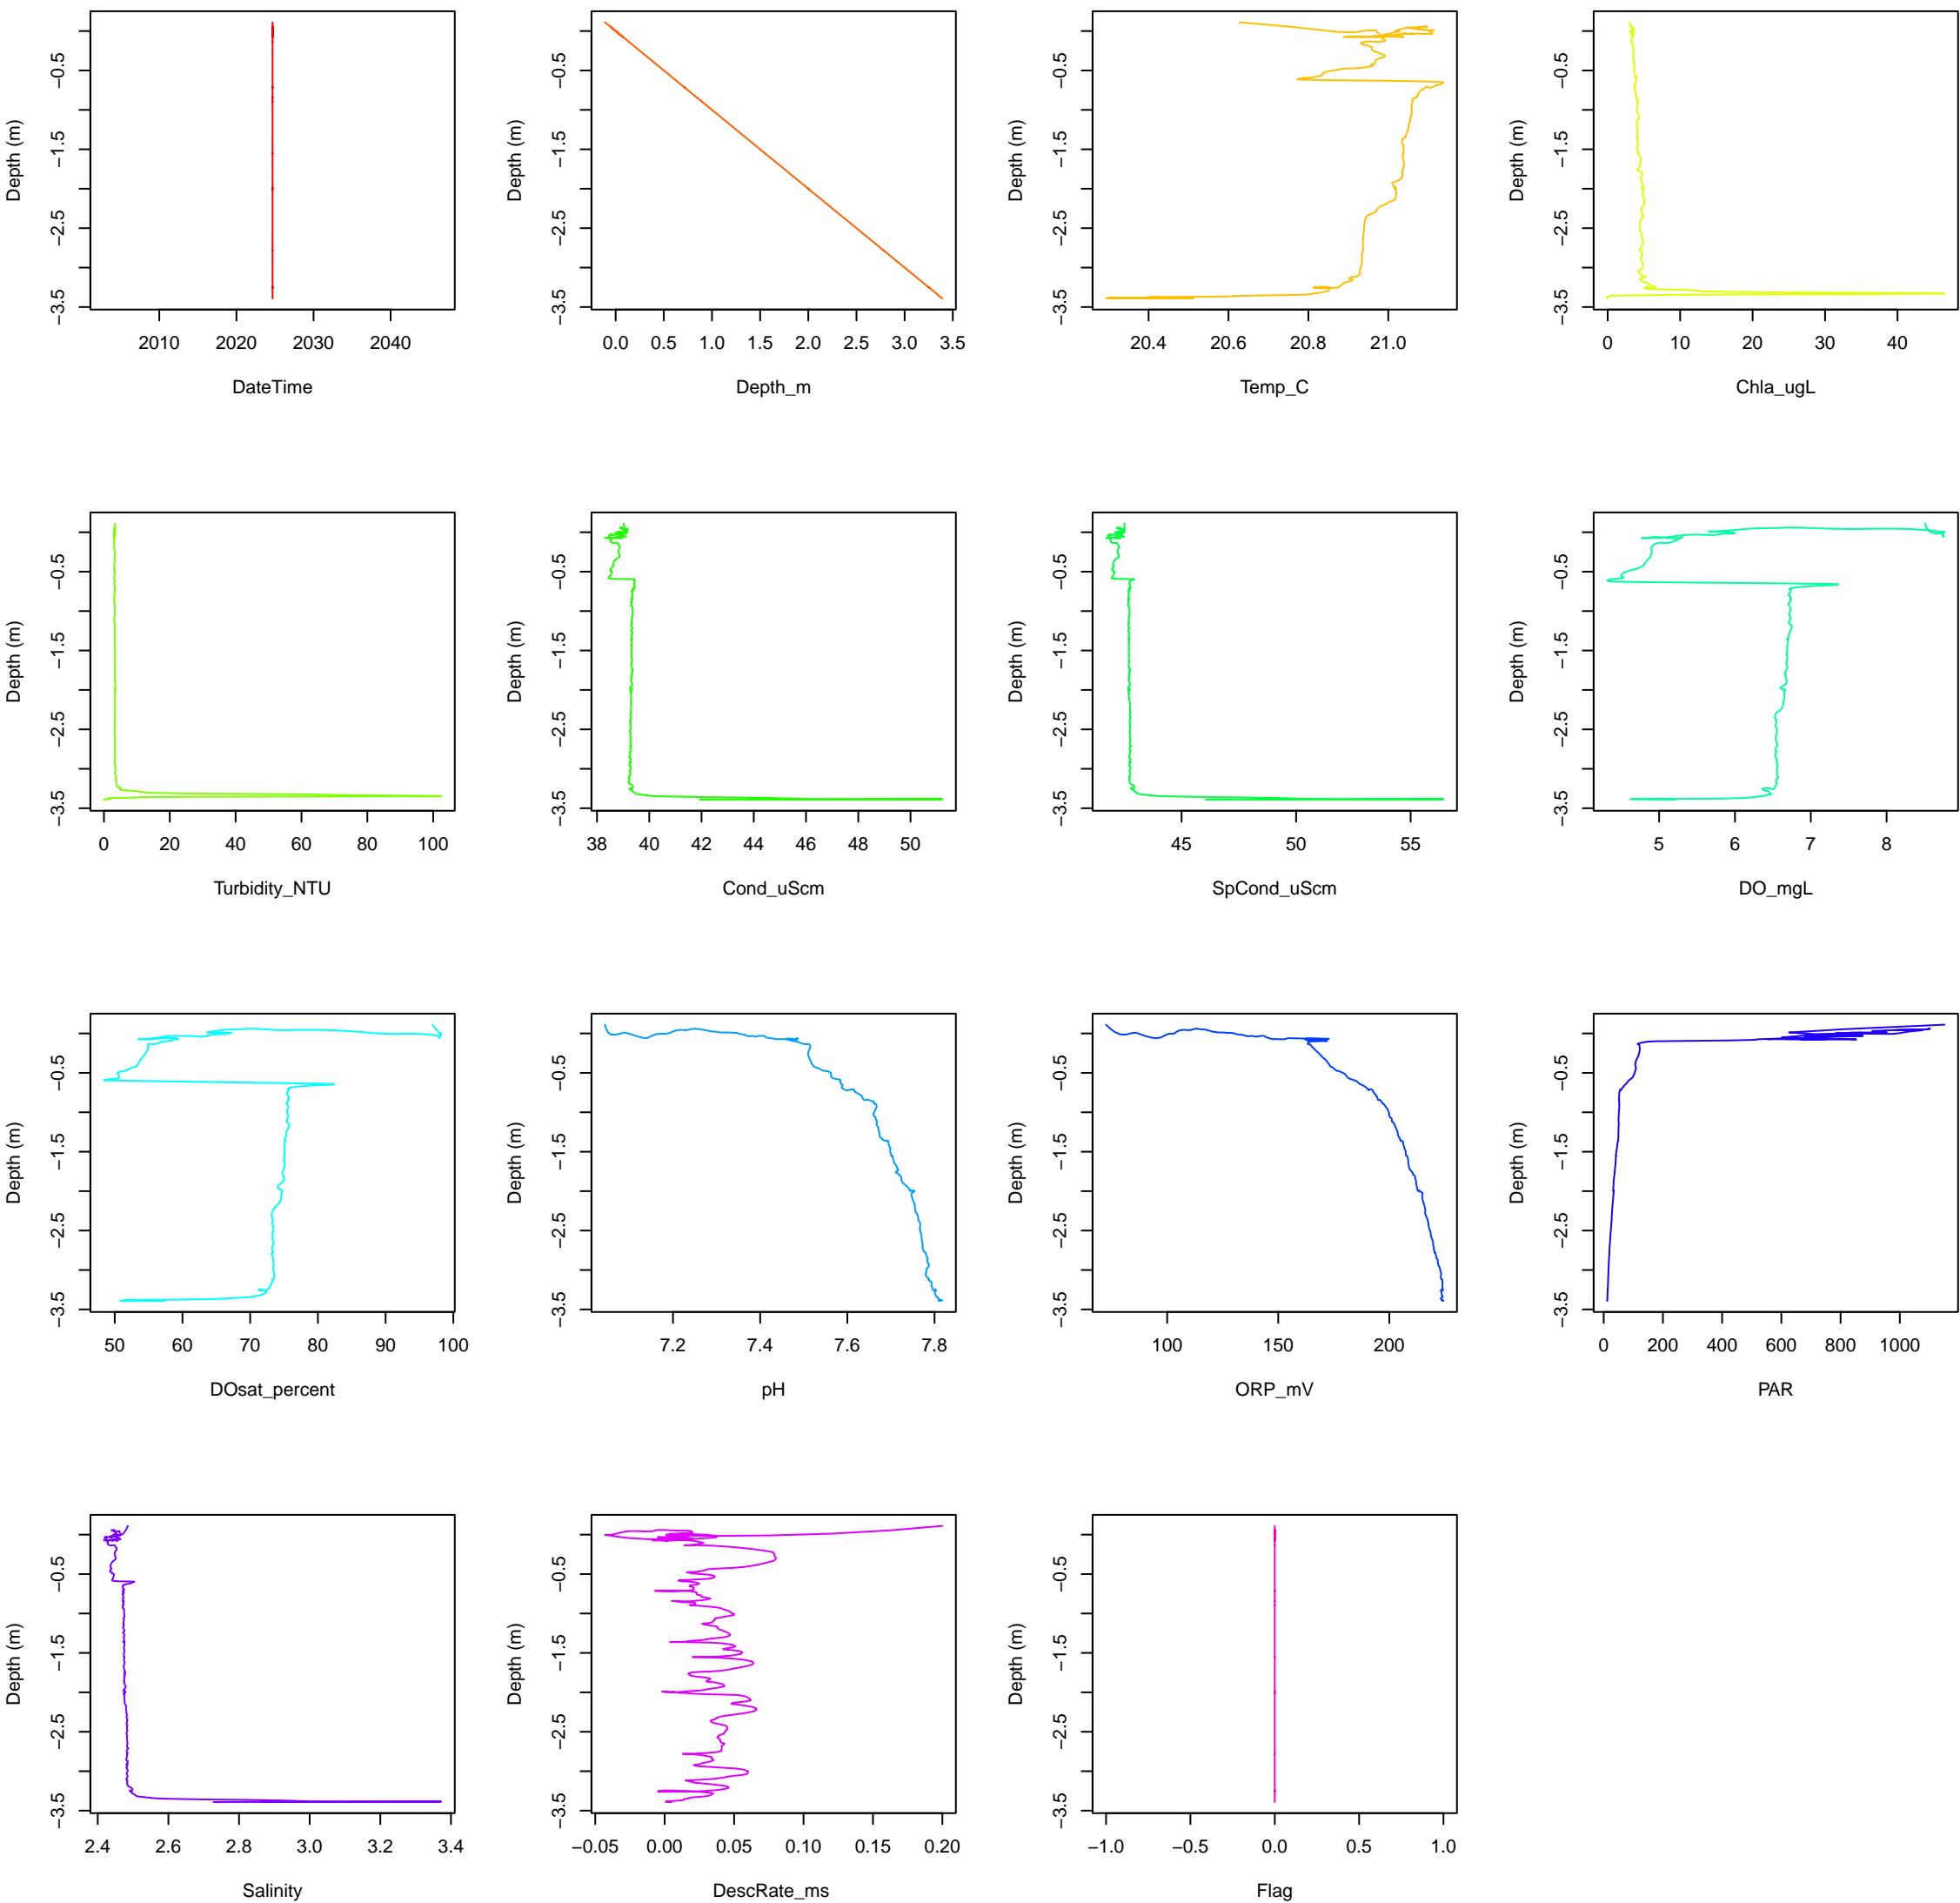 Depth (m)
−0.5
−1.5
−2.5
−3.5
2010 2020 2030 2040
DateTime
Depth (m)
−0.5
−1.5
−2.5
−3.5
0.0 0.5 1.0 1.5 2.0 2.5 3.0 3.5
Depth_m
Depth (m)
−0.5
−1.5
−2.5
−3.5
20.4 20.6 20.8 21.0
Temp_C
Depth (m)
−0.5
−1.5
−2.5
−3.5
0 10 20 30 40
Chla_ugL
Depth (m)
−0.5
−1.5
−2.5
−3.5
0 20 40 60 80 100
Turbidity_NTU
Depth (m)
−0.5
−1.5
−2.5
−3.5
38 40 42 44 46 48 50
Cond_uScm
Depth (m)
−0.5
−1.5
−2.5
−3.5
45 50 55
SpCond_uScm
Depth (m)
−0.5
−1.5
−2.5
−3.5
5 6 7 8
DO_mgL
Depth (m)
−0.5
−1.5
−2.5
−3.5
50 60 70 80 90 100
DOsat_percent
Depth (m)
−0.5
−1.5
−2.5
−3.5
7.2 7.4 7.6 7.8
pH
Depth (m)
−0.5
−1.5
−2.5
−3.5
100 150 200
ORP_mV
Depth (m)
−0.5
−1.5
−2.5
−3.5
0 200 400 600 800 1000
PAR
Depth (m)
−0.5
−1.5
−2.5
−3.5
2.4 2.6 2.8 3.0 3.2 3.4
Salinity
Depth (m)
−0.5
−1.5
−2.5
−3.5
−0.05 0.00 0.05 0.10 0.15 0.20
DescRate_ms
Depth (m)
−0.5
−1.5
−2.5
−3.5
−1.0 −0.5 0.0 0.5 1.0
Flag